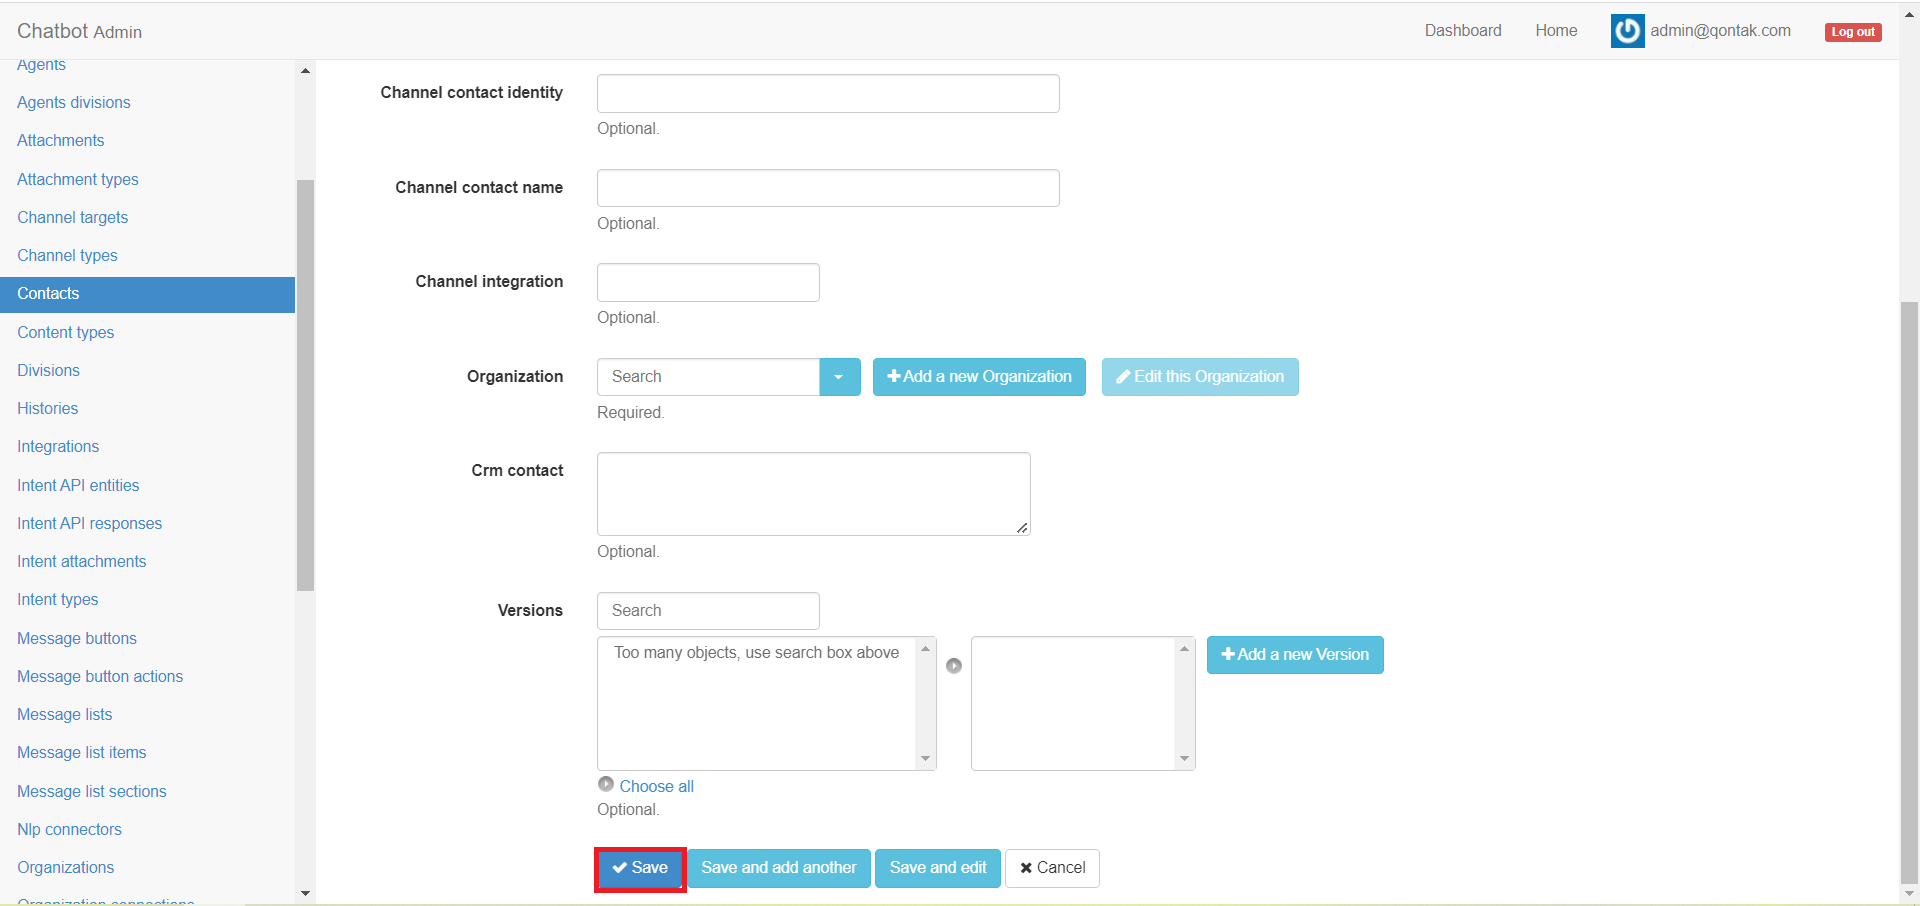 Chatbot Admin
Dashboard
Home
admin@qontak.com
Log out
Agents
Agents divisions
Attachments
Attachment types
Channel targets
Channel types
Contacts
Content types
Divisions
Histories
Integrations
Intent API entities
Intent API responses
Intent attachments
Intent types
Message buttons
Message button actions
Message lists
Message list items
Message list sections
Nlp connectors
Organizations
Organization connections
Channel contact identity
Optional.
Channel contact name
Optional.
Channel integration
Optional.
Organization
Search
Add a new Organization
Edit this Organization
Required.
Crm contact
Optional.
Versions
Search
Too many objects, use search box above
Add a new Version
Choose all
Optional.
Save
Save and add another
Save and edit
Cancel